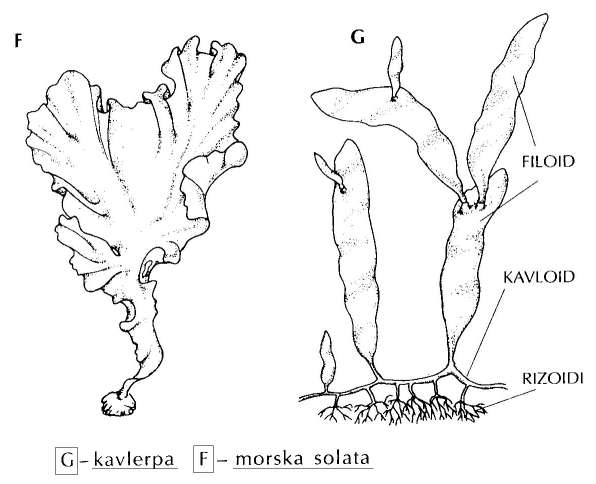 F
G
FILOID
KAVLOID
RIZOIDI
G – kavlerpa F – morska solata